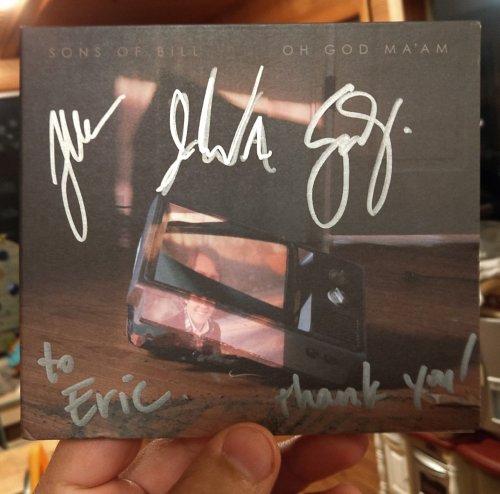 SONS OF BILL OH GOD MA'AM
to Eric.
Thank you!